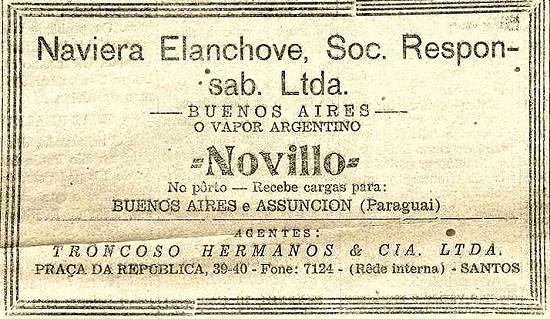 Naviera Elanchove, Soc. Respon-
sab. Ltda.
— BUENOS AIRES —
O VAPOR ARGENTINO
-Novillo-
No pôrto — Recebe cargas para:
BUENOS AIRES e ASSUNCION (Paraguai)
AGENTES:
TRONCOSO HERMANOS & CIA. LTDA.
PRAÇA DA REPÚBLICA, 39-40 - Fone: 7124 - (Rêde interna) - SANTOS